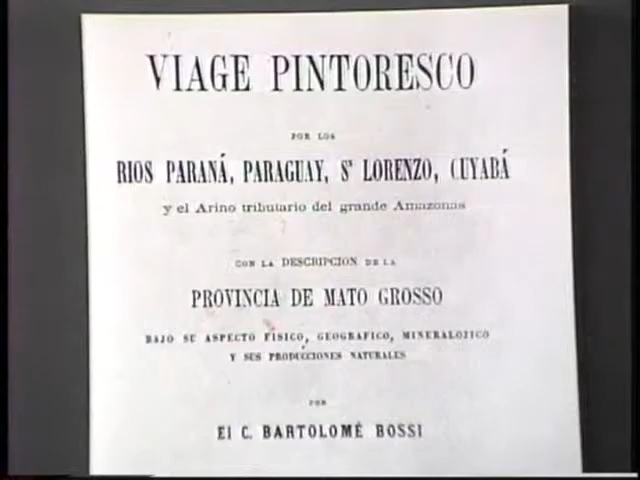 VIAGE PINTORESCO
POR LOS
RIOS PARANÁ, PARAGUAY, Sⁿ LORENZO, CUYABÁ
y el Arino tributario del grande Amazonas
CON LA DESCRIPCION DE LA
PROVINCIA DE MATO GROSSO
BAJO SU ASPECTO FÍSICO, GEOGRAFICO, MINERALOJICO
Y SUS PRODUCCIONES NATURALES
POR
El C. BARTOLOMÉ BOSSI